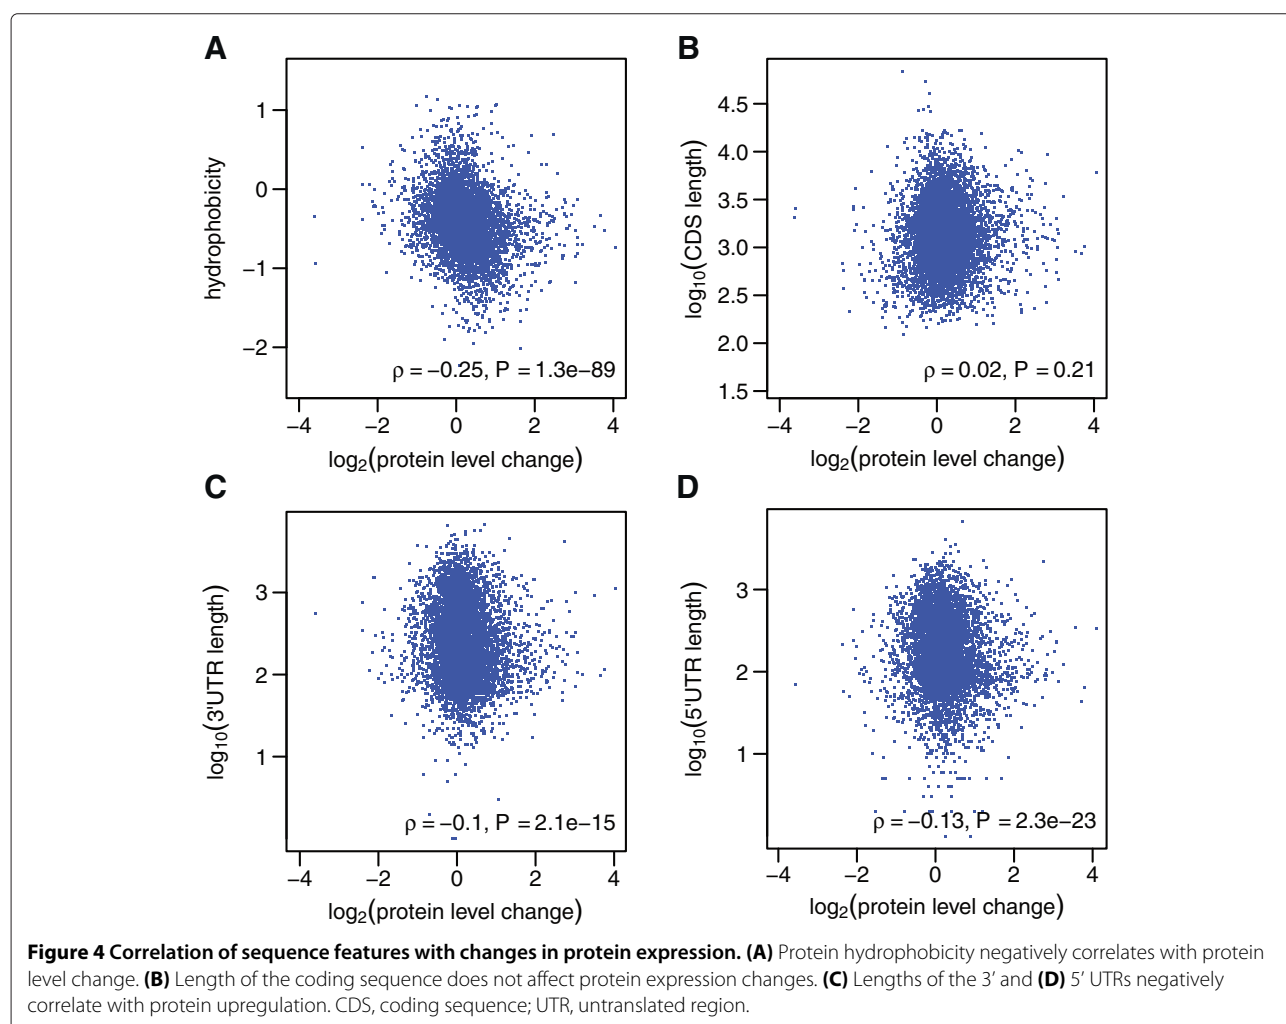 A
hydrophobicity
1
0
−1
−2
ρ = −0.25, P = 1.3e−89
−4 −2 0 2 4
log2(protein level change)
B
log10(CDS length)
4.5
4.0
3.5
3.0
2.5
2.0
1.5
ρ = 0.02, P = 0.21
−4 −2 0 2 4
log2(protein level change)
C
log10(3'UTR length)
3
2
1
ρ = −0.1, P = 2.1e−15
−4 −2 0 2 4
log2(protein level change)
D
log10(5'UTR length)
3
2
1
ρ = −0.13, P = 2.3e−23
−4 −2 0 2 4
log2(protein level change)
Figure 4 Correlation of sequence features with changes in protein expression. (A) Protein hydrophobicity negatively correlates with protein
level change. (B) Length of the coding sequence does not affect protein expression changes. (C) Lengths of the 3′ and (D) 5′ UTRs negatively
correlate with protein upregulation. CDS, coding sequence; UTR, untranslated region.